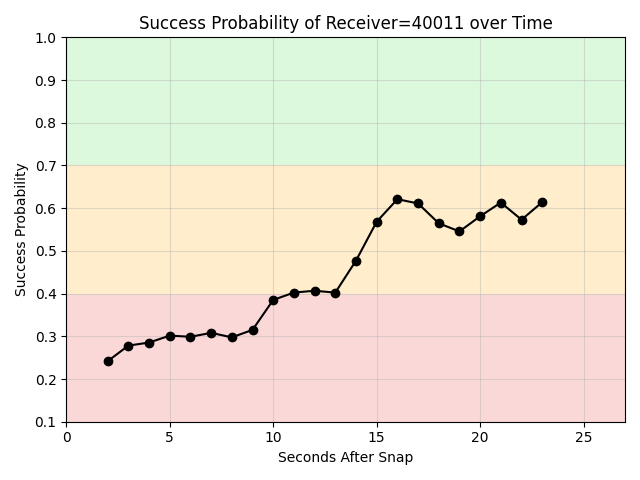 Success Probability of Receiver=40011 over Time
1.0
0.9
0.8
0.7
0.6
0.5
0.4
0.3
0.2
0.1
Success Probability
0 5 10 15 20 25
Seconds After Snap